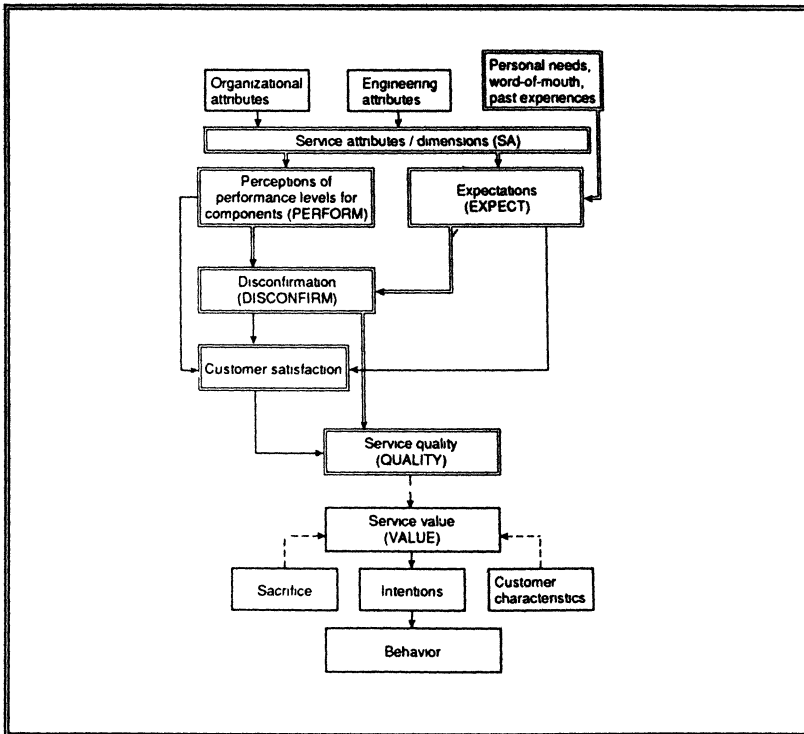 Organizational
attributes
Engineering
attributes
Personal needs,
word-of-mouth,
past experiences
Service attributes / dimensions (SA)
Perceptions of
performance levels for
components (PERFORM)
Expectations
(EXPECT)
Disconfirmation
(DISCONFIRM)
Customer satisfaction
Service quality
(QUALITY)
Service value
(VALUE)
Sacrifice
Intentions
Customer
characteristics
Behavior